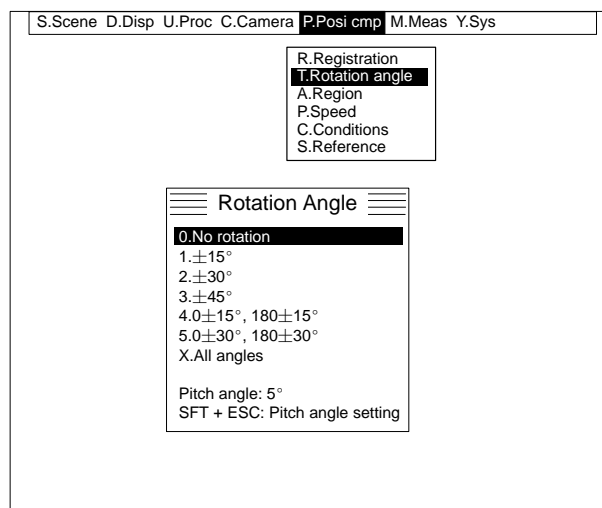 S.Scene D.Disp U.Proc C.Camera P.Posi cmp M.Meas Y.Sys
R.Registration
T.Rotation angle
A.Region
P.Speed
C.Conditions
S.Reference
Rotation Angle
0.No rotation
1.±15°
2.±30°
3.±45°
4.0±15°, 180±15°
5.0±30°, 180±30°
X.All angles
Pitch angle: 5°
SFT + ESC: Pitch angle setting